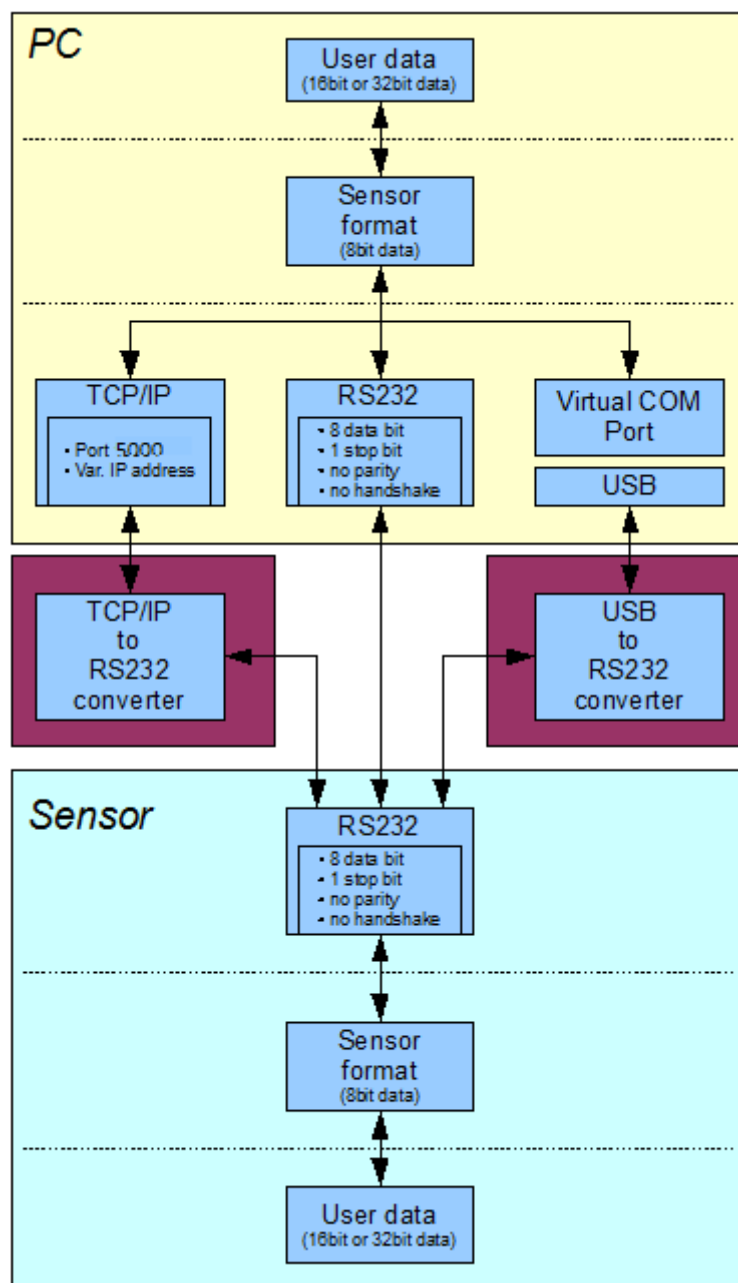 PC
User data
(16bit or 32bit data)
Sensor
format
(8bit data)
TCP/IP
▪ Port 5000
▪ Var. IP address
RS232
▪ 8 data bit
▪ 1 stop bit
▪ no parity
▪ no handshake
Virtual COM
Port
USB
TCP/IP
to
RS232
converter
USB
to
RS232
converter
Sensor
RS232
▪ 8 data bit
▪ 1 stop bit
▪ no parity
▪ no handshake
Sensor
format
(8bit data)
User data
(16bit or 32bit data)